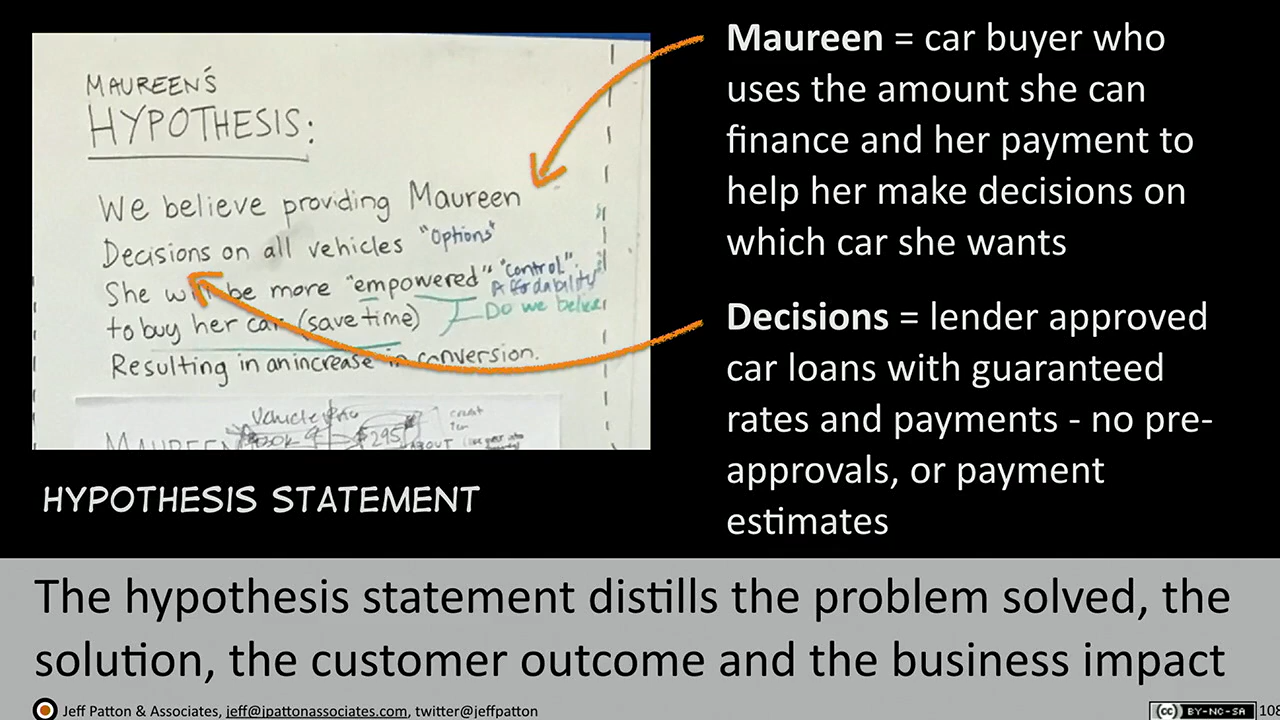 MAUREEN'S
HYPOTHESIS:
We believe providing Maureen
Decisions on all vehicles "Options"
She will be more "empowered" "control"
Affordability
to buy her car (save time) Do we believe
Resulting in an increase in conversion.
Vehicle
$295
MAUREEN ABOUT
HYPOTHESIS STATEMENT
Maureen = car buyer who
uses the amount she can
finance and her payment to
help her make decisions on
which car she wants
Decisions = lender approved
car loans with guaranteed
rates and payments - no pre-
approvals, or payment
estimates
The hypothesis statement distills the problem solved, the
solution, the customer outcome and the business impact
Jeff Patton & Associates, jeff@jpattonassociates.com, twitter@jeffpatton
cc BY-NC-SA 108